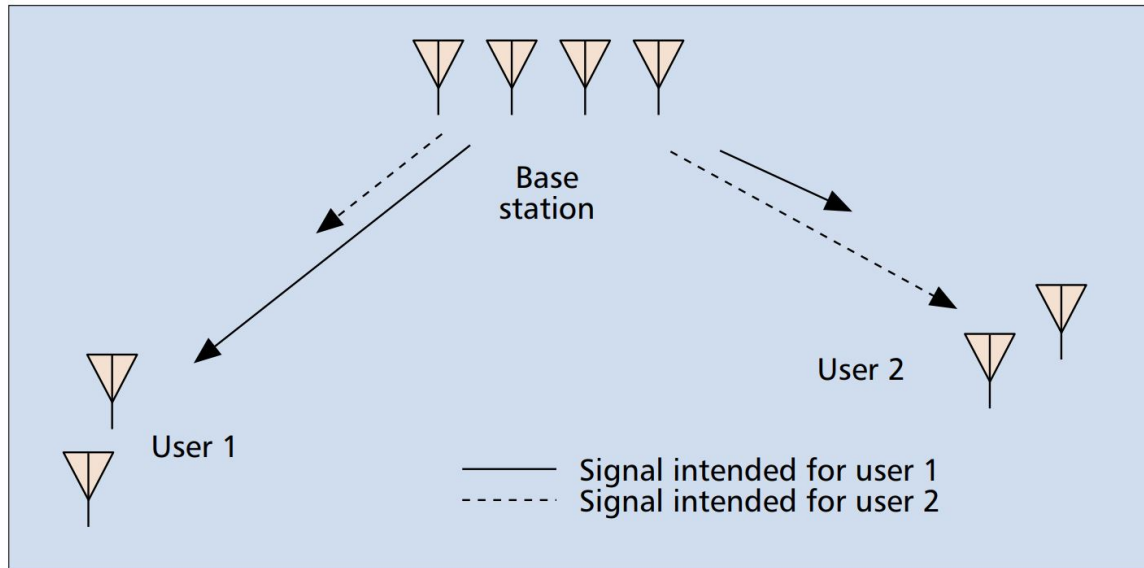 Base
station
User 2
User 1
Signal intended for user 1
Signal intended for user 2